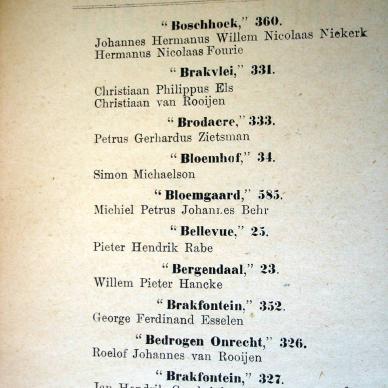 "Boschhoek," 360.
Johannes Hermanus Willem Nicolaas Niekerk
Hermanus Nicolaas Fourie
"Brakvlei," 331.
Christiaan Philippus Els
Christiaan van Rooijen
"Brodacre," 333.
Petrus Gerhardus Zietsman
"Bloemhof," 34.
Simon Michaelson
"Bloemgaard," 585.
Michiel Petrus Johannes Behr
"Bellevue," 25.
Pieter Hendrik Rabe
"Bergendaal," 23.
Willem Pieter Hancke
"Brakfontein," 352.
George Ferdinand Esselen
"Bedrogen Onrecht," 326.
Roelof Johannes van Rooijen
"Brakfontein," 327.
Jan